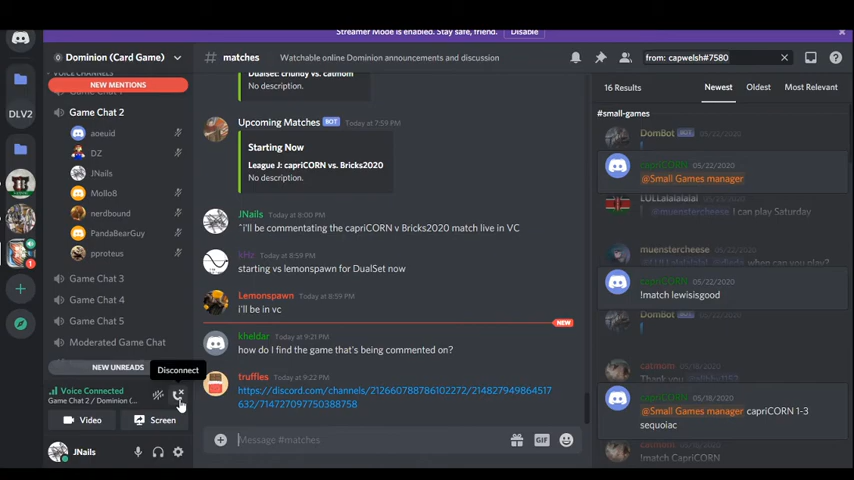 Streamer Mode is enabled. Stay safe, friend.
Disable
Dominion (Card Game)
# matches
Watchable online Dominion announcements and discussion
from: capwelsh#7580
VOICE CHANNELS
NEW MENTIONS
Game Chat 2
aoeuid
DZ
JNails
Mollo8
nerdbound
PandaBearGuy
pproteus
Game Chat 3
Game Chat 4
Game Chat 5
Moderated Game Chat
NEW UNREADS
Disconnect
Voice Connected
Game Chat 2 / Dominion (...
Video
Screen
JNails
DLV2
1
DualSet: crlundy vs. catmom
No description.
Upcoming Matches BOT Today at 7:59 PM
Starting Now
League J: capriCORN vs. Bricks2020
No description.
JNails Today at 8:00 PM
^i'll be commentating the capriCORN v Bricks2020 match live in VC
kHz Today at 8:59 PM
starting vs lemonspawn for DualSet now
Lemonspawn Today at 8:59 PM
i'll be in vc
NEW
kheldar Today at 9:21 PM
how do I find the game that's being commented on?
truffles Today at 9:22 PM
https://discord.com/channels/212660788786102272/214827949864517
632/714727097750388758
Message #matches
GIF
16 Results
Newest
Oldest
Most Relevant
#small-games
DomBot BOT 05/22/2020
capriCORN 05/22/2020
@Small Games manager
LULLalalalal 05/22/2020
@muenstercheese I can play Saturday
muenstercheese 05/22/2020
when can you play?
capriCORN 05/22/2020
!match lewisisgood
DomBot BOT 05/22/2020
catmom 05/18/2020
Thank you
capriCORN 05/18/2020
@Small Games manager capriCORN 1-3
sequoiac
catmom 05/18/2020
!match CapriCORN